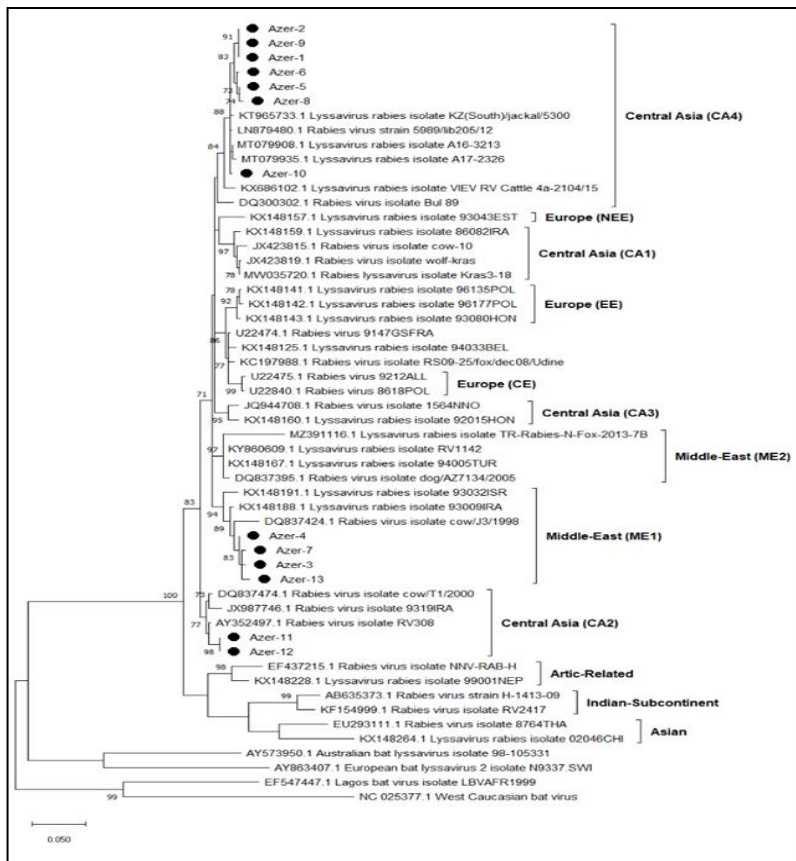 Azer-2
91
Azer-9
83
Azer-1
Azer-6
73
Azer-5
74
Azer-8
88
KT965733.1 Lyssavirus rabies isolate KZ(South)/jackal/5300
Central Asia (CA4)
LN879480.1 Rabies virus strain 5989/lib205/12
MT079908.1 Lyssavirus rabies isolate A16-3213
84
MT079935.1 Lyssavirus rabies isolate A17-2326
Azer-10
KX686102.1 Lyssavirus rabies isolate VIEV RV Cattle 4a-2104/15
DQ300302.1 Rabies virus isolate Bul 89
KX148157.1 Lyssavirus rabies isolate 93043EST
Europe (NEE)
KX148159.1 Lyssavirus rabies isolate 86082IRA
97
JX423815.1 Rabies virus isolate cow-10
Central Asia (CA1)
JX423819.1 Rabies virus isolate wolf-kras
78
MW035720.1 Rabies lyssavirus isolate Kras3-18
78
KX148141.1 Lyssavirus rabies isolate 96135POL
92
KX148142.1 Lyssavirus rabies isolate 96177POL
Europe (EE)
KX148143.1 Lyssavirus rabies isolate 93080HON
U22474.1 Rabies virus 9147GSFRA
86
KX148125.1 Lyssavirus rabies isolate 94033BEL
77
KC197988.1 Rabies virus isolate RS09-25/fox/dec08/Udine
U22475.1 Rabies virus 9212ALL
Europe (CE)
99
U22840.1 Rabies virus 8618POL
71
JQ944708.1 Rabies virus isolate 1564NNO
Central Asia (CA3)
95
KX148160.1 Lyssavirus rabies isolate 92015HON
MZ391116.1 Lyssavirus rabies isolate TR-Rabies-N-Fox-2013-7B
97
KY860609.1 Lyssavirus rabies isolate RV1142
Middle-East (ME2)
KX148167.1 Lyssavirus rabies isolate 94005TUR
DQ837395.1 Rabies virus isolate dog/AZ7134/2005
83
KX148191.1 Lyssavirus rabies isolate 93032ISR
94
KX148188.1 Lyssavirus rabies isolate 93009IRA
89
DQ837424.1 Rabies virus isolate cow/J3/1998
Azer-4
Middle-East (ME1)
83
Azer-7
Azer-3
Azer-13
100
73
DQ837474.1 Rabies virus isolate cow/T1/2000
JX987746.1 Rabies virus isolate 9319IRA
77
AY352497.1 Rabies virus isolate RV308
Central Asia (CA2)
Azer-11
98
Azer-12
98
EF437215.1 Rabies virus isolate NNV-RAB-H
Artic-Related
KX148228.1 Lyssavirus rabies isolate 99001NEP
99
AB635373.1 Rabies virus strain H-1413-09
Indian-Subcontinent
KF154999.1 Rabies virus isolate RV2417
EU293111.1 Rabies virus isolate 8764THA
Asian
KX148264.1 Lyssavirus rabies isolate 02046CHI
AY573950.1 Australian bat lyssavirus isolate 98-105331
AY863407.1 European bat lyssavirus 2 isolate N9337.SWI
EF547447.1 Lagos bat virus isolate LBVAFR1999
99
NC 025377.1 West Caucasian bat virus
0.050